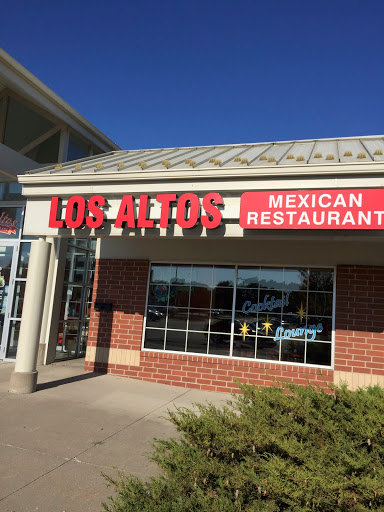 LOS ALTOS
MEXICAN
RESTAURANT
Cocktail
Lounge